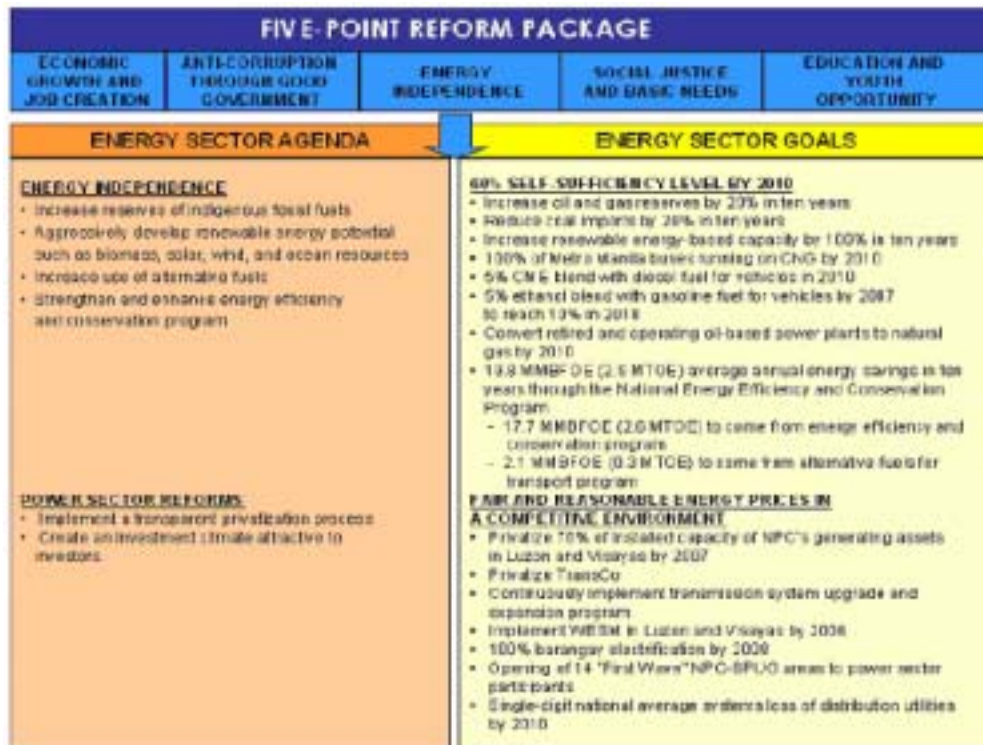 FIVE-POINT REFORM PACKAGE
ECONOMIC
GROWTH AND
JOB CREATION
ANTI-CORRUPTION
THROUGH GOOD
GOVERNMENT
ENERGY
INDEPENDENCE
SOCIAL JUSTICE
AND BASIC NEEDS
EDUCATION AND
YOUTH
OPPORTUNITY
ENERGY SECTOR AGENDA
ENERGY INDEPENDENCE
• Increase reserves of indigenous fossil fuels
• Aggressively develop renewable energy potential
such as biomass, solar, wind, and ocean resources
• Increase use of alternative fuels
• Strengthen and enhance energy efficiency
and conservation program
POWER SECTOR REFORMS
• Implement a transparent privatization process
• Create an investment climate attractive to
investors
ENERGY SECTOR GOALS
60% SELF-SUFFICIENCY LEVEL BY 2010
• Increase oil and gas reserves by 20% in ten years
• Reduce coal imports by 20% in ten years
• Increase renewable energy-based capacity by 100% in ten years
• 100% of Metro Manila buses running on CNG by 2010
• 5% CME blend with diesel fuel for vehicles in 2010
• 5% ethanol blend with gasoline fuel for vehicles by 2007
to reach 10% in 2010
• Convert retired and operating oil-based power plants to natural
gas by 2010
• MMBFOE MTOE) average annual energy savings in ten
years through the National Energy Efficiency and Conservation
Program
– 17.7 MMBFOE MTOE) to come from energy efficiency and
conservation program
– 2.1 MMBFOE (0.3 MTOE) to come from alternative fuels for
transport program
FAIR AND REASONABLE ENERGY PRICES IN
A COMPETITIVE ENVIRONMENT
• Privatize 70% of installed capacity of NPC's generating assets
in Luzon and Visayas by 2007
• Privatize TransCo
• Continuously implement transmission system upgrade and
expansion program
• Implement WESM in Luzon and Visayas by
• 100% barangay electrification by
• Opening of 14 "First Wave" NPC-SPUG areas to power sector
participants
• Single-digit national average systems loss of distribution utilities
by 2010